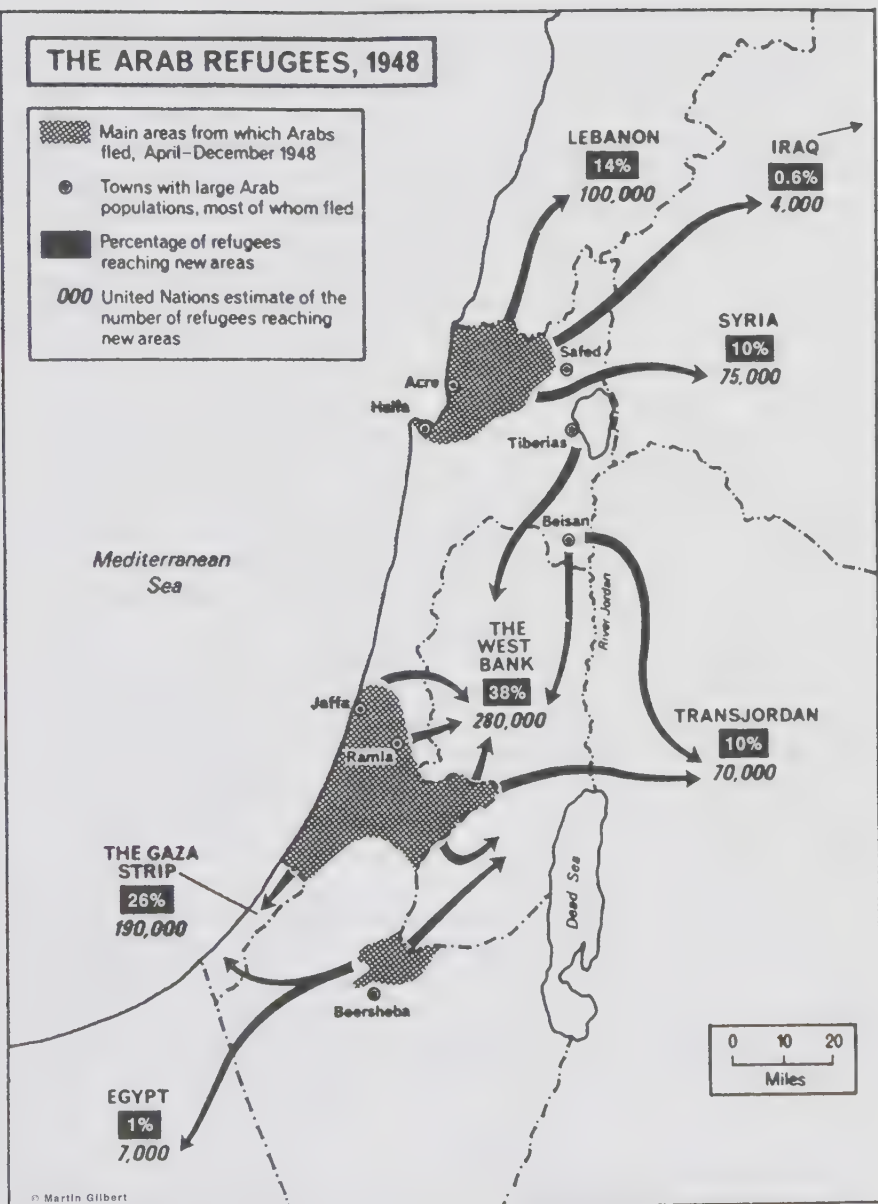 THE ARAB REFUGEES, 1948
Main areas from which Arabs
fled, April–December 1948
Towns with large Arab
populations, most of whom fled
Percentage of refugees
reaching new areas
000 United Nations estimate of the
number of refugees reaching
new areas
LEBANON
14%
100,000
IRAQ
0.6%
4,000
SYRIA
10%
75,000
Safed
Acre
Haifa
Tiberias
Beisan
Mediterranean
Sea
River Jordan
THE
WEST
BANK
38%
280,000
Jaffa
Ramla
TRANSJORDAN
10%
70,000
THE GAZA
STRIP
26%
190,000
Dead Sea
Beersheba
0 10 20
Miles
EGYPT
1%
7,000
© Martin Gilbert